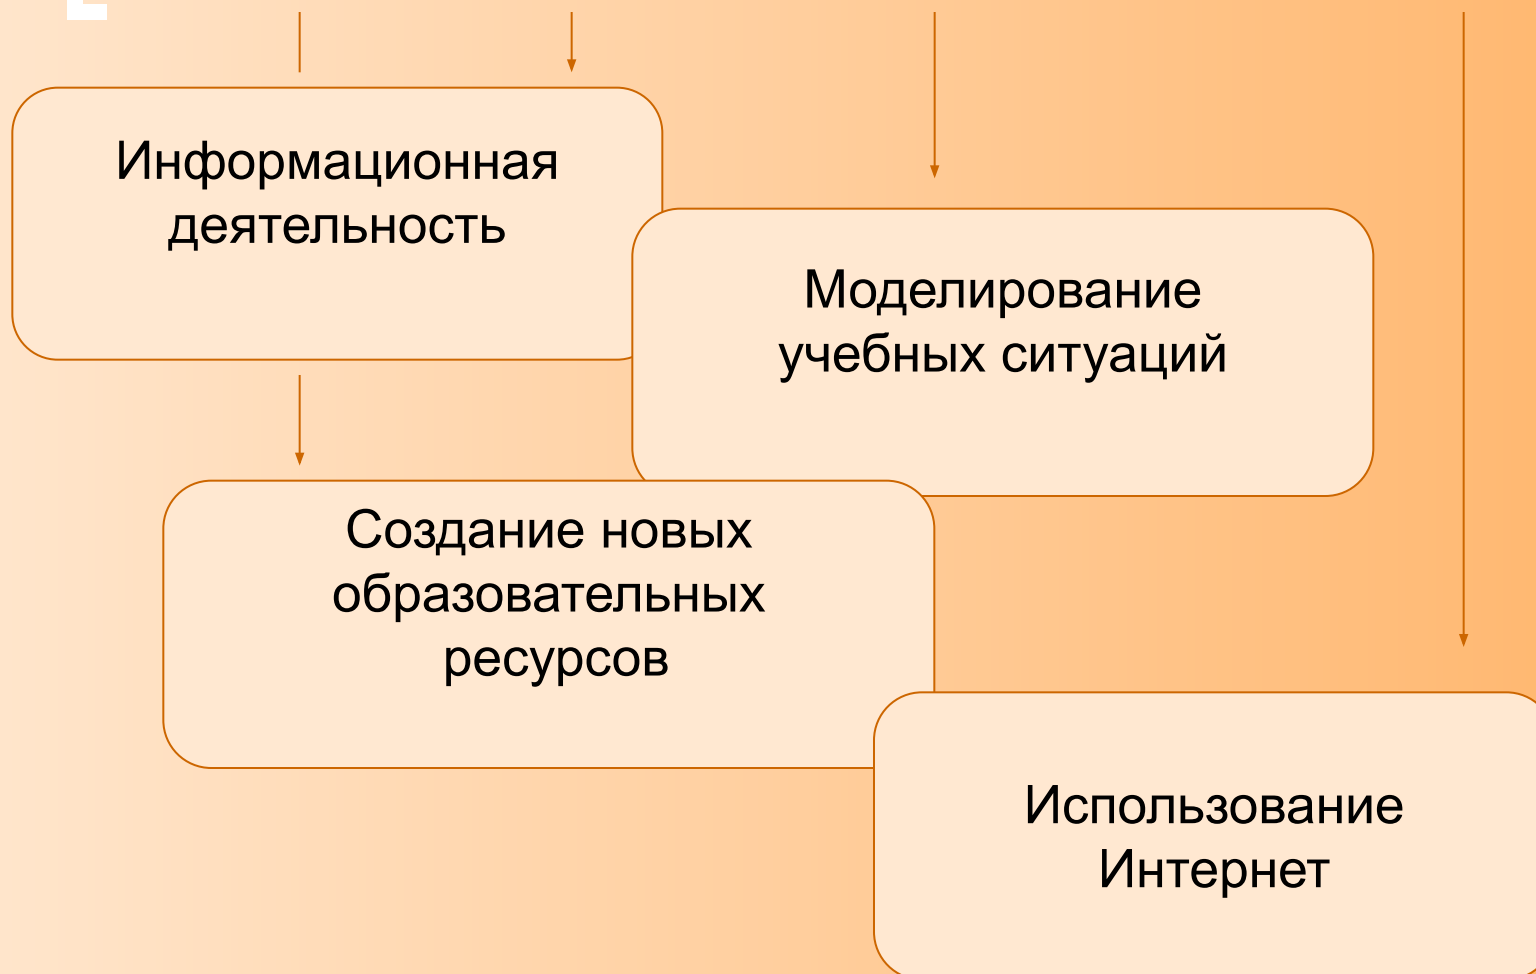 Информационная
деятельность
Моделирование
учебных ситуаций
Создание новых
образовательных
ресурсов
Использование
Интернет